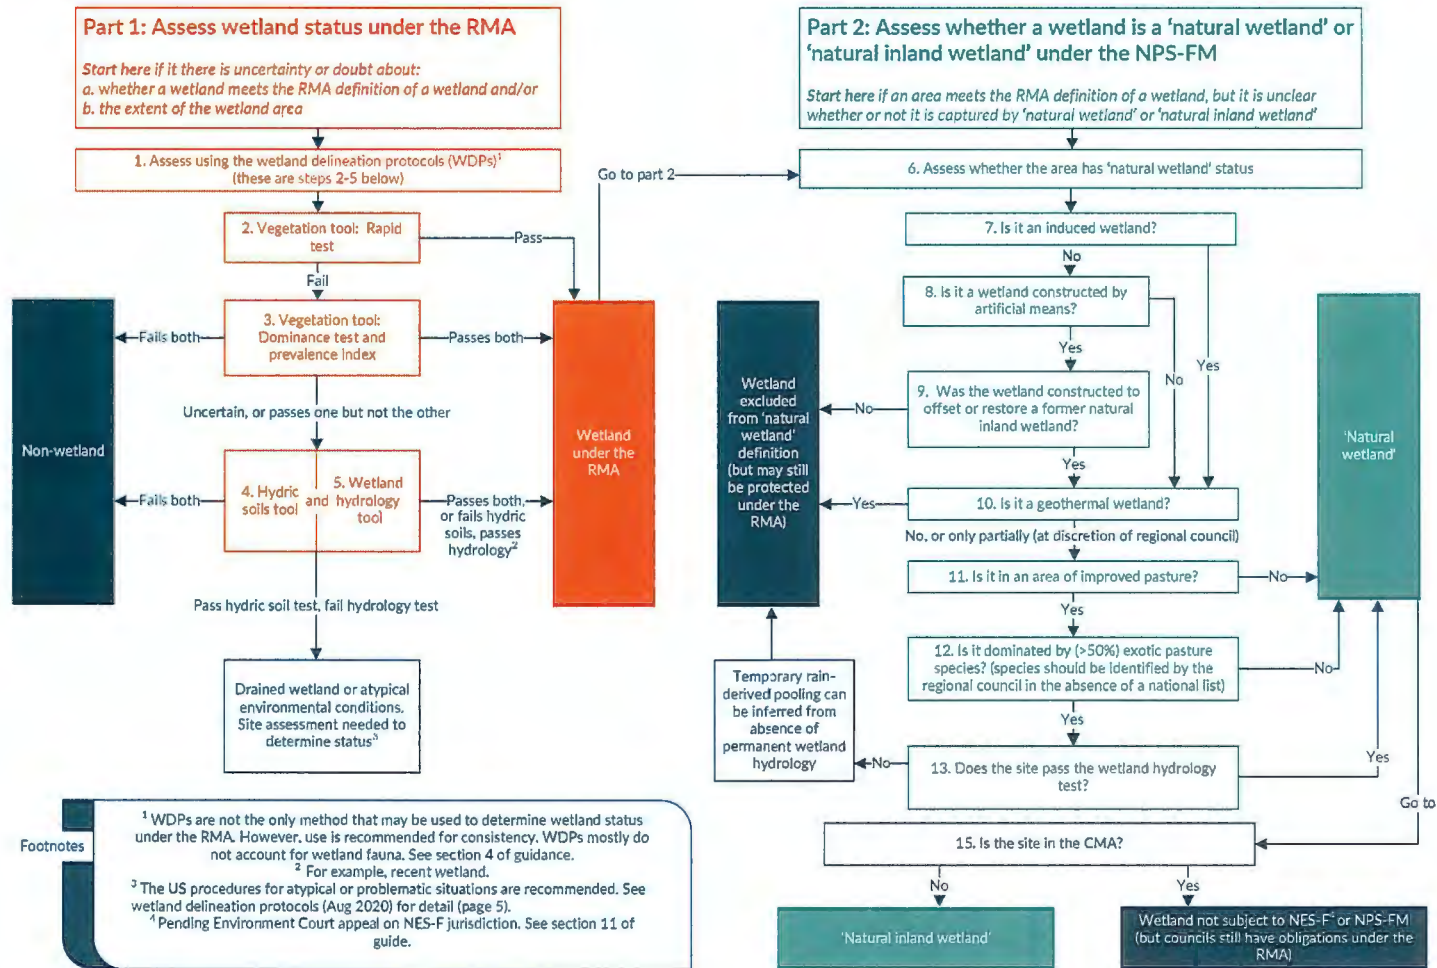 Part 1: Assess wetland status under the RMA
Start here if it there is uncertainty or doubt about:
a. whether a wetland meets the RMA definition of a wetland and/or
b. the extent of the wetland area
1. Assess using the wetland delineation protocols (WDPs)¹
(these are steps 2-5 below)
2. Vegetation tool: Rapid
test
Pass
Fail
3. Vegetation tool:
Dominance test and
prevalence index
Fails both
Passes both
Uncertain, or passes one but not the other
Non-wetland
4. Hydric
soils tool
and
5. Wetland
hydrology
tool
Fails both
Passes both,
or fails hydric
soils, passes
hydrology²
Wetland
under the
RMA
Pass hydric soil test, fail hydrology test
Drained wetland or atypical
environmental conditions.
Site assessment needed to
determine status³
Go to part 2
Part 2: Assess whether a wetland is a ‘natural wetland’ or
‘natural inland wetland’ under the NPS-FM
Start here if an area meets the RMA definition of a wetland, but it is unclear
whether or not it is captured by ‘natural wetland’ or ‘natural inland wetland’
6. Assess whether the area has ‘natural wetland’ status
7. Is it an induced wetland?
No
Yes
8. Is it a wetland constructed by
artificial means?
Yes
No
9. Was the wetland constructed to
offset or restore a former natural
inland wetland?
No
Yes
Wetland
excluded
from ‘natural
wetland’
definition
(but may still
be protected
under the
RMA)
10. Is it a geothermal wetland?
Yes
No, or only partially (at discretion of regional council)
11. Is it in an area of improved pasture?
No
Yes
‘Natural
wetland’
12. Is it dominated by (>50%) exotic pasture
species? (species should be identified by the
regional council in the absence of a national list)
No
Yes
Temporary rain-
derived pooling can
be inferred from
absence of
permanent wetland
hydrology
No
13. Does the site pass the wetland hydrology
test?
Yes
Go to
15. Is the site in the CMA?
No
Yes
‘Natural inland wetland’
Wetland not subject to NES-F⁴ or NPS-FM
(but councils still have obligations under the
RMA)
Footnotes
¹ WDPs are not the only method that may be used to determine wetland status
under the RMA. However, use is recommended for consistency. WDPs mostly do
not account for wetland fauna. See section 4 of guidance.
² For example, recent wetland.
³ The US procedures for atypical or problematic situations are recommended. See
wetland delineation protocols (Aug 2020) for detail (page 5).
⁴ Pending Environment Court appeal on NES-F jurisdiction. See section 11 of
guide.